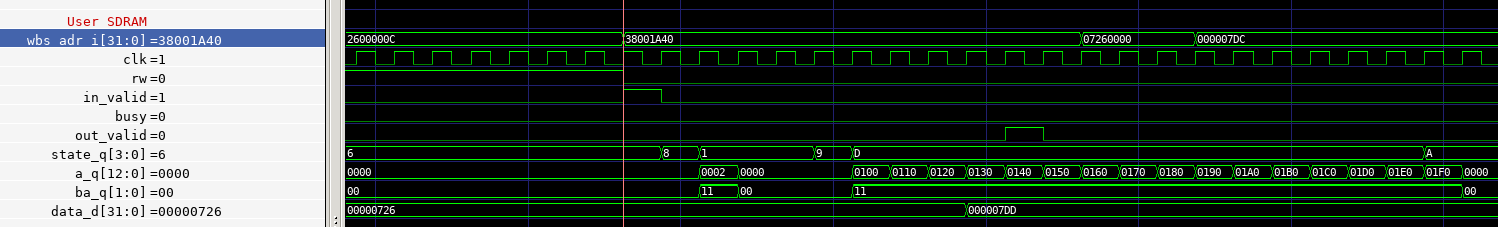 User SDRAM
wbs_adr_i[31:0]=38001A40 2600000C 38001A40 07260000 000007DC
clk=1
rw=0
in_valid=1
busy=0
out_valid=0
state_q[3:0]=6 6 8 1 9 D A
a_q[12:0]=0000 0000 0002 0000 0100 0110 0120 0130 0140 0150 0160 0170 0180 0190 01A0 01B0 01C0 01D0 01E0 01F0 0000
ba_q[1:0]=00 00 11 00 11 00
data_d[31:0]=00000726 00000726 000007DD